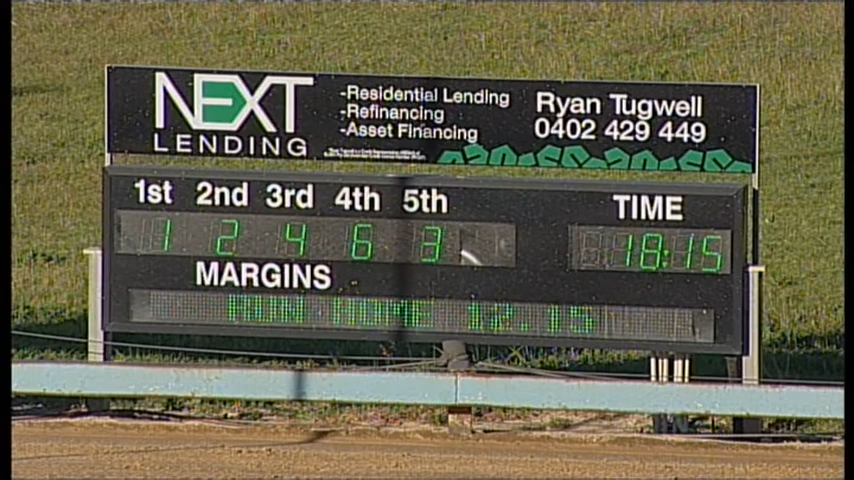 NEXT
LENDING
-Residential Lending
-Refinancing
-Asset Financing
Ryan Tugwell
0402 429 449
1st 2nd 3rd 4th 5th TIME
1 2 4 6 3 18:15
MARGINS
RUN HOME 12.15